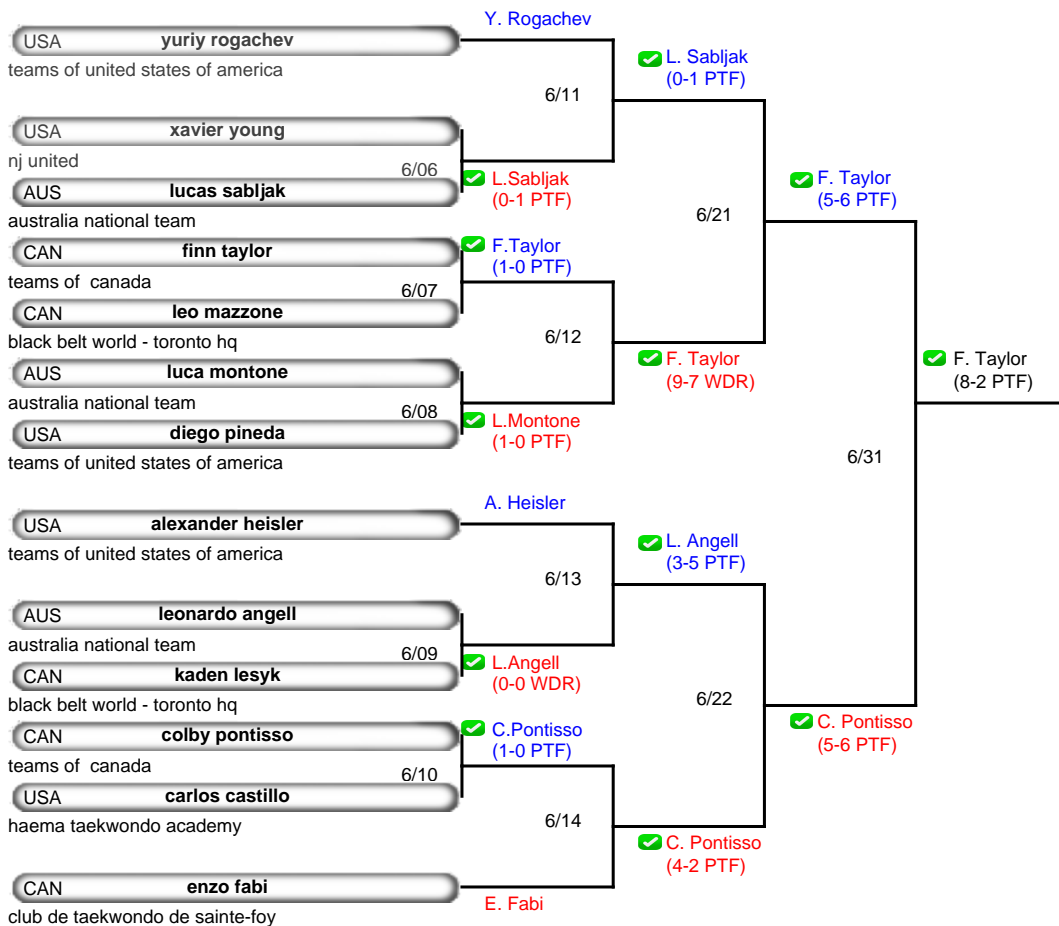 Y. Rogachev
USA yuriy rogachev
teams of united states of america
L. Sabljak
(0-1 PTF)
6/11
USA xavier young
nj united
6/06
L.Sabljak
(0-1 PTF)
AUS lucas sabljak
australia national team
F. Taylor
(5-6 PTF)
6/21
CAN finn taylor
teams of  canada
F.Taylor
(1-0 PTF)
6/07
CAN leo mazzone
black belt world - toronto hq
6/12
F. Taylor
(9-7 WDR)
F. Taylor
(8-2 PTF)
AUS luca montone
australia national team
6/08
L.Montone
(1-0 PTF)
USA diego pineda
teams of united states of america
6/31
A. Heisler
USA alexander heisler
teams of united states of america
L. Angell
(3-5 PTF)
6/13
AUS leonardo angell
australia national team
6/09
L.Angell
(0-0 WDR)
CAN kaden lesyk
black belt world - toronto hq
6/22
C. Pontisso
(5-6 PTF)
CAN colby pontisso
teams of  canada
C.Pontisso
(1-0 PTF)
6/10
USA carlos castillo
haema taekwondo academy
6/14
C. Pontisso
(4-2 PTF)
CAN enzo fabi
E. Fabi
club de taekwondo de sainte-foy